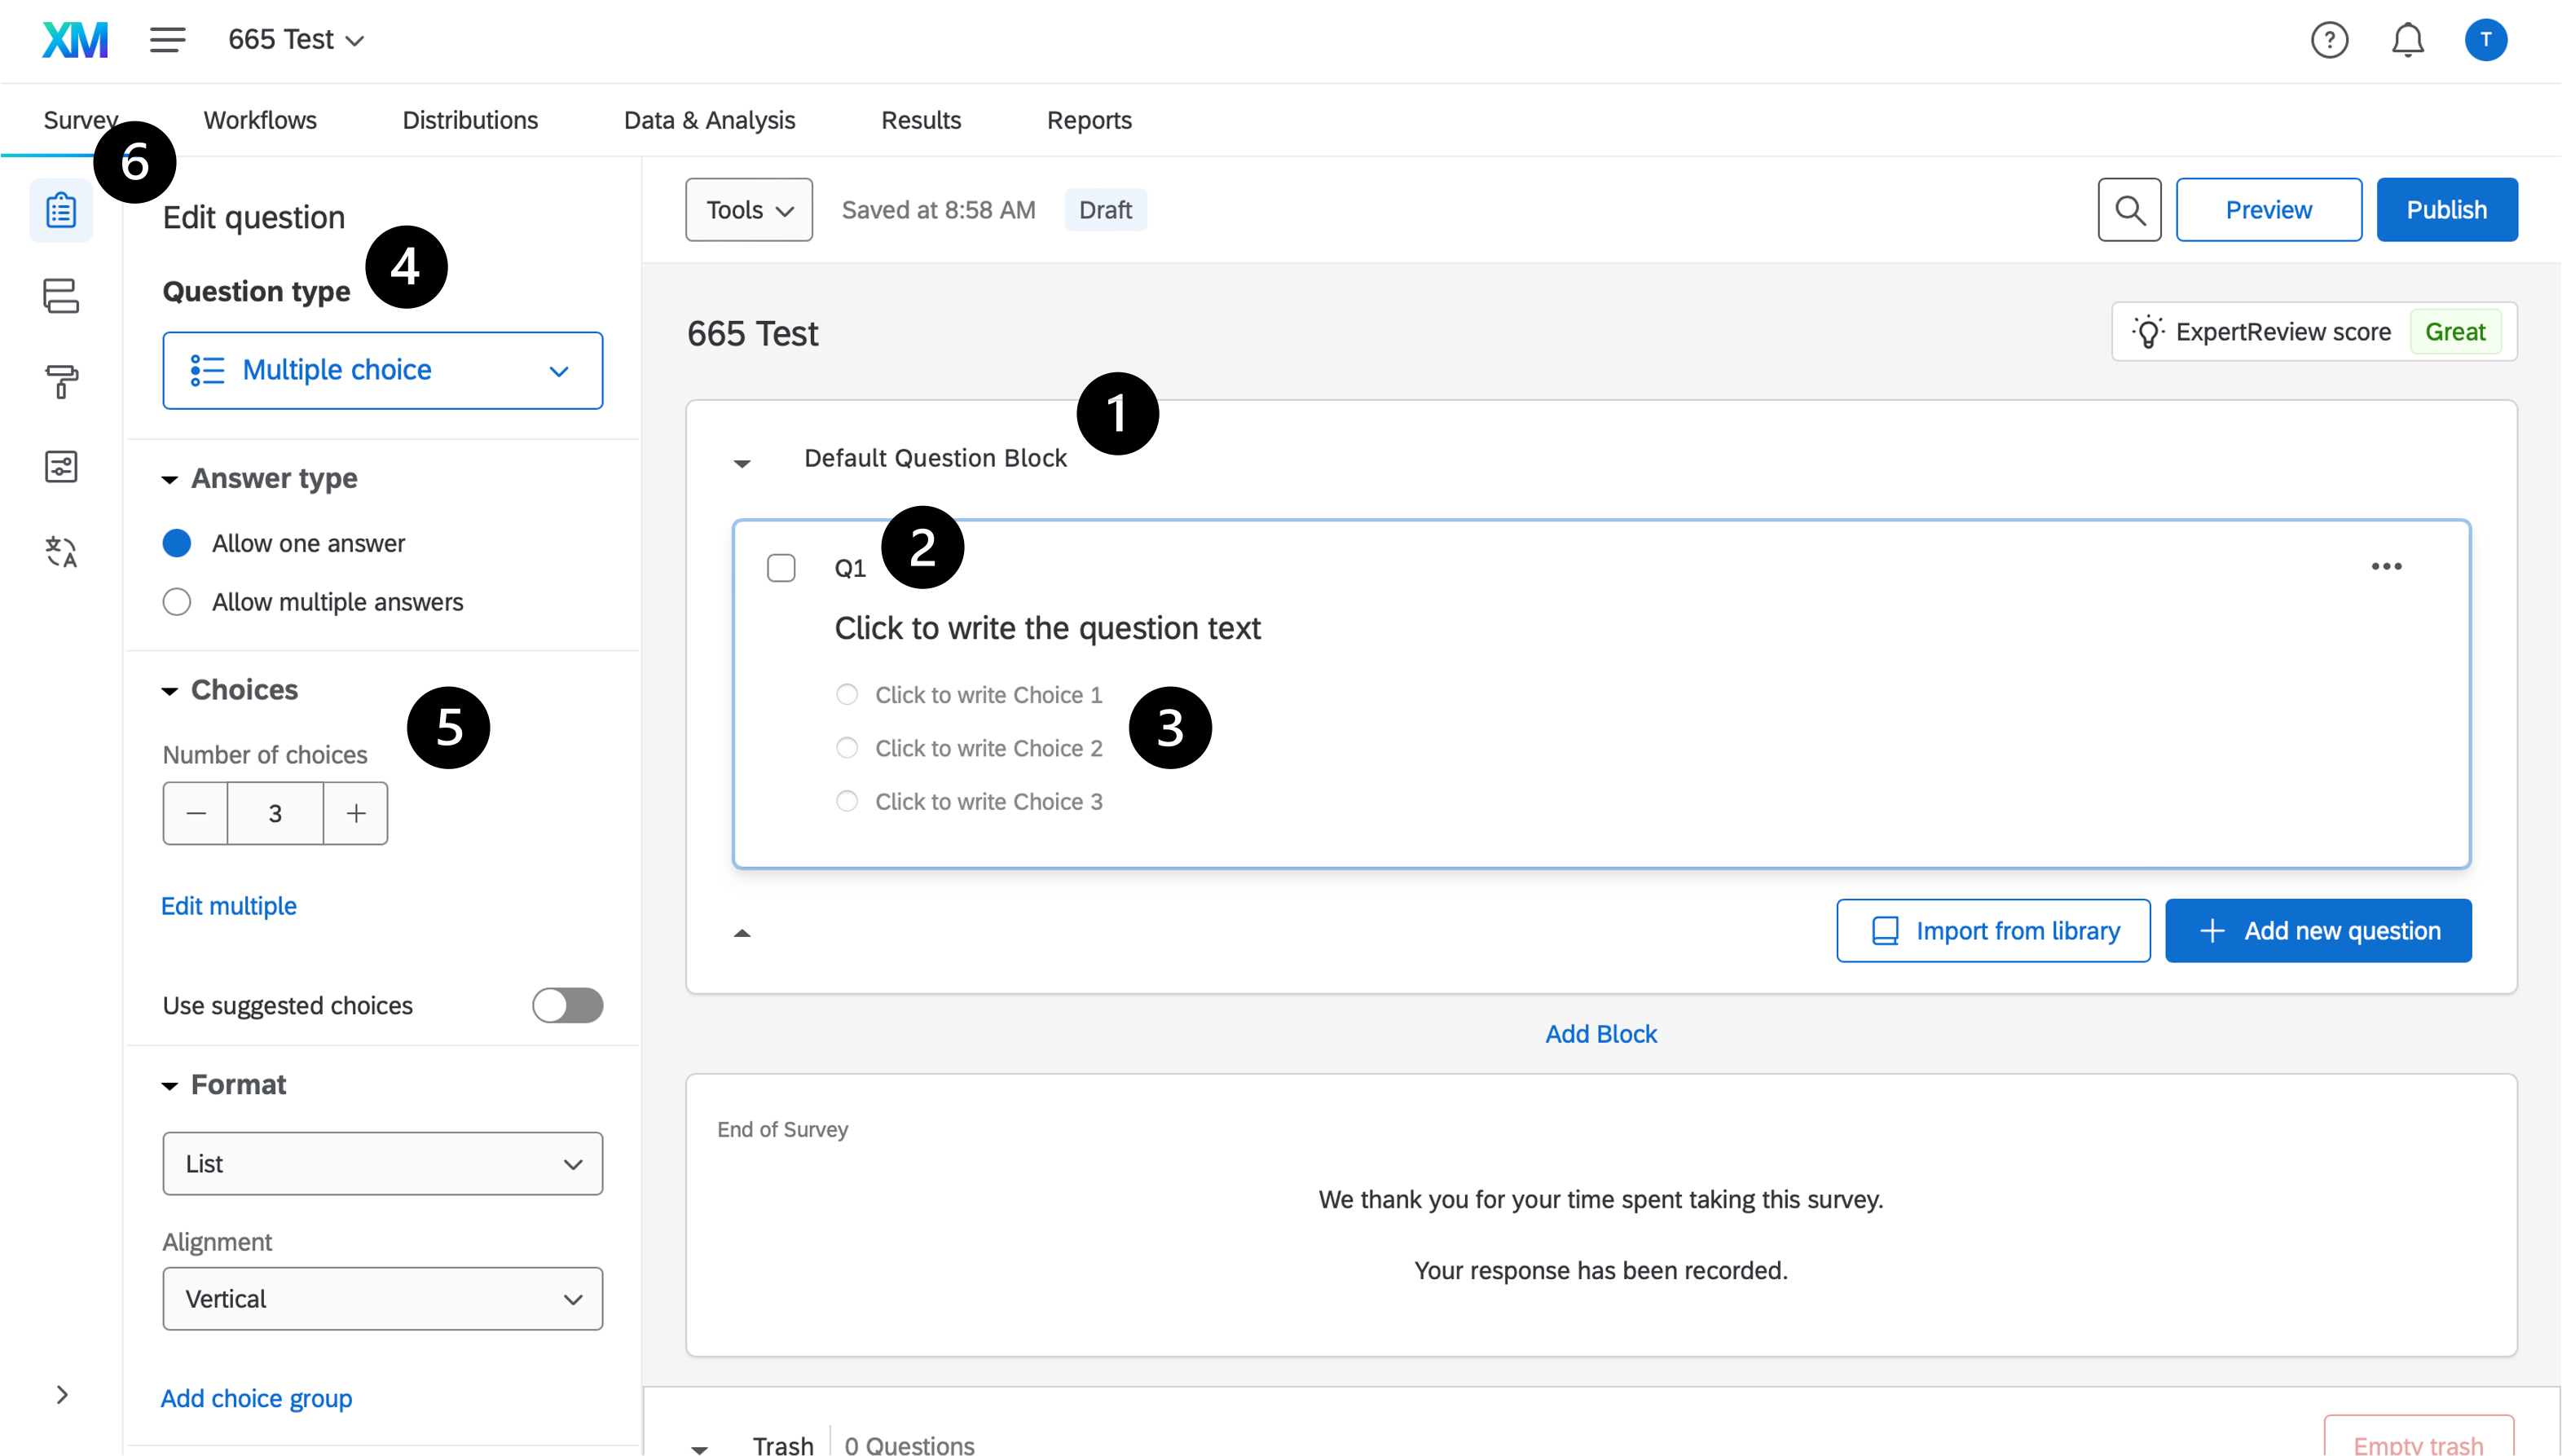 XM
665 Test
?
T
Survey
Workflows
Distributions
Data & Analysis
Results
Reports
6
Edit question
4
Question type
Multiple choice
Answer type
Allow one answer
Allow multiple answers
Choices
5
Number of choices
3
Edit multiple
Use suggested choices
Format
List
Alignment
Vertical
Add choice group
Tools
Saved at 8:58 AM
Draft
Preview
Publish
665 Test
ExpertReview score
Great
1
Default Question Block
2
Q1
Click to write the question text
Click to write Choice 1
3
Click to write Choice 2
Click to write Choice 3
Import from library
Add new question
Add Block
End of Survey
We thank you for your time spent taking this survey.
Your response has been recorded.
Trash
0 Questions
Empty trash